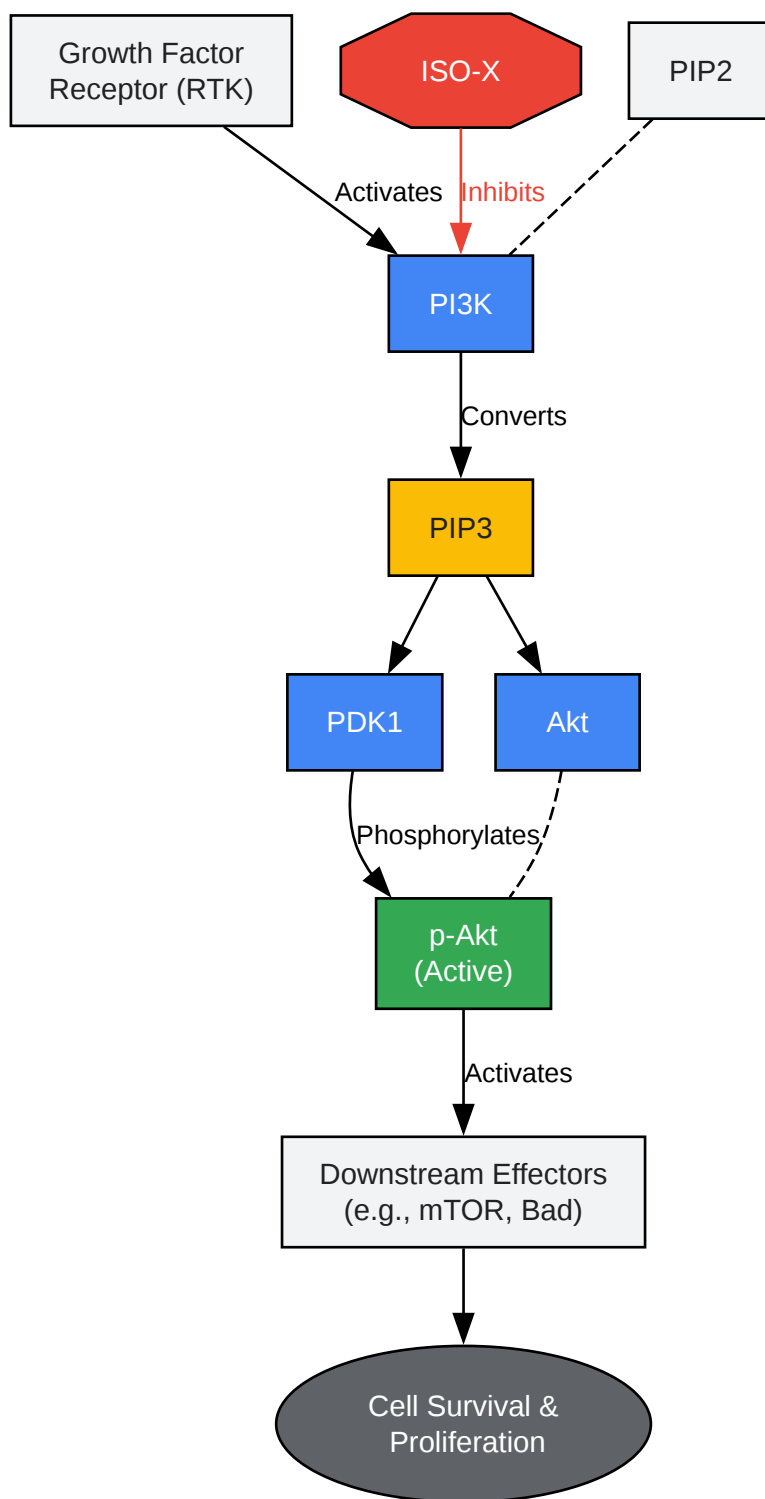 Growth Factor
Receptor (RTK)
ISO-X
PIP2
Activates
Inhibits
PI3K
Converts
PIP3
PDK1
Akt
Phosphorylates
p-Akt
(Active)
Activates
Downstream Effectors
(e.g., mTOR, Bad)
Cell Survival &
Proliferation